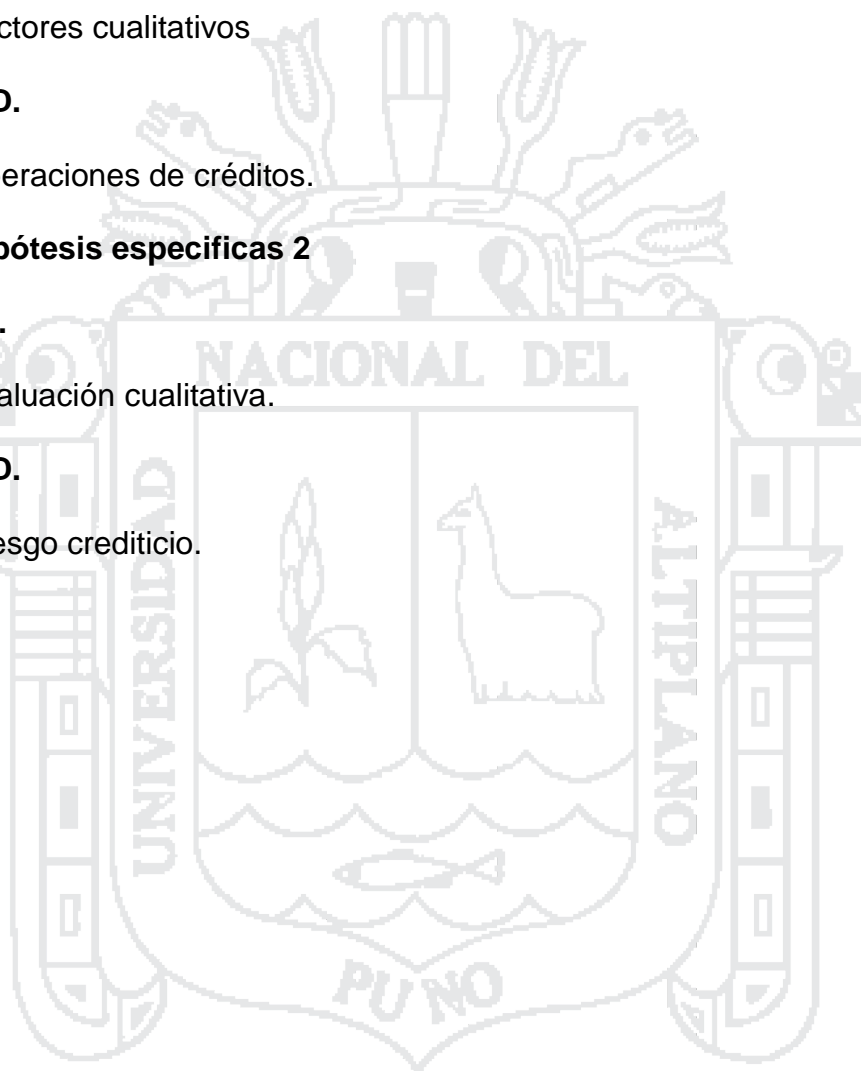 ctores cualitativos
D.
eraciones de créditos.
pótesis especificas 2
.
aluación cualitativa.
D.
esgo crediticio.
NACIONAL DEL
UNIVERSIDAD
ALTIPLANO
PUNO